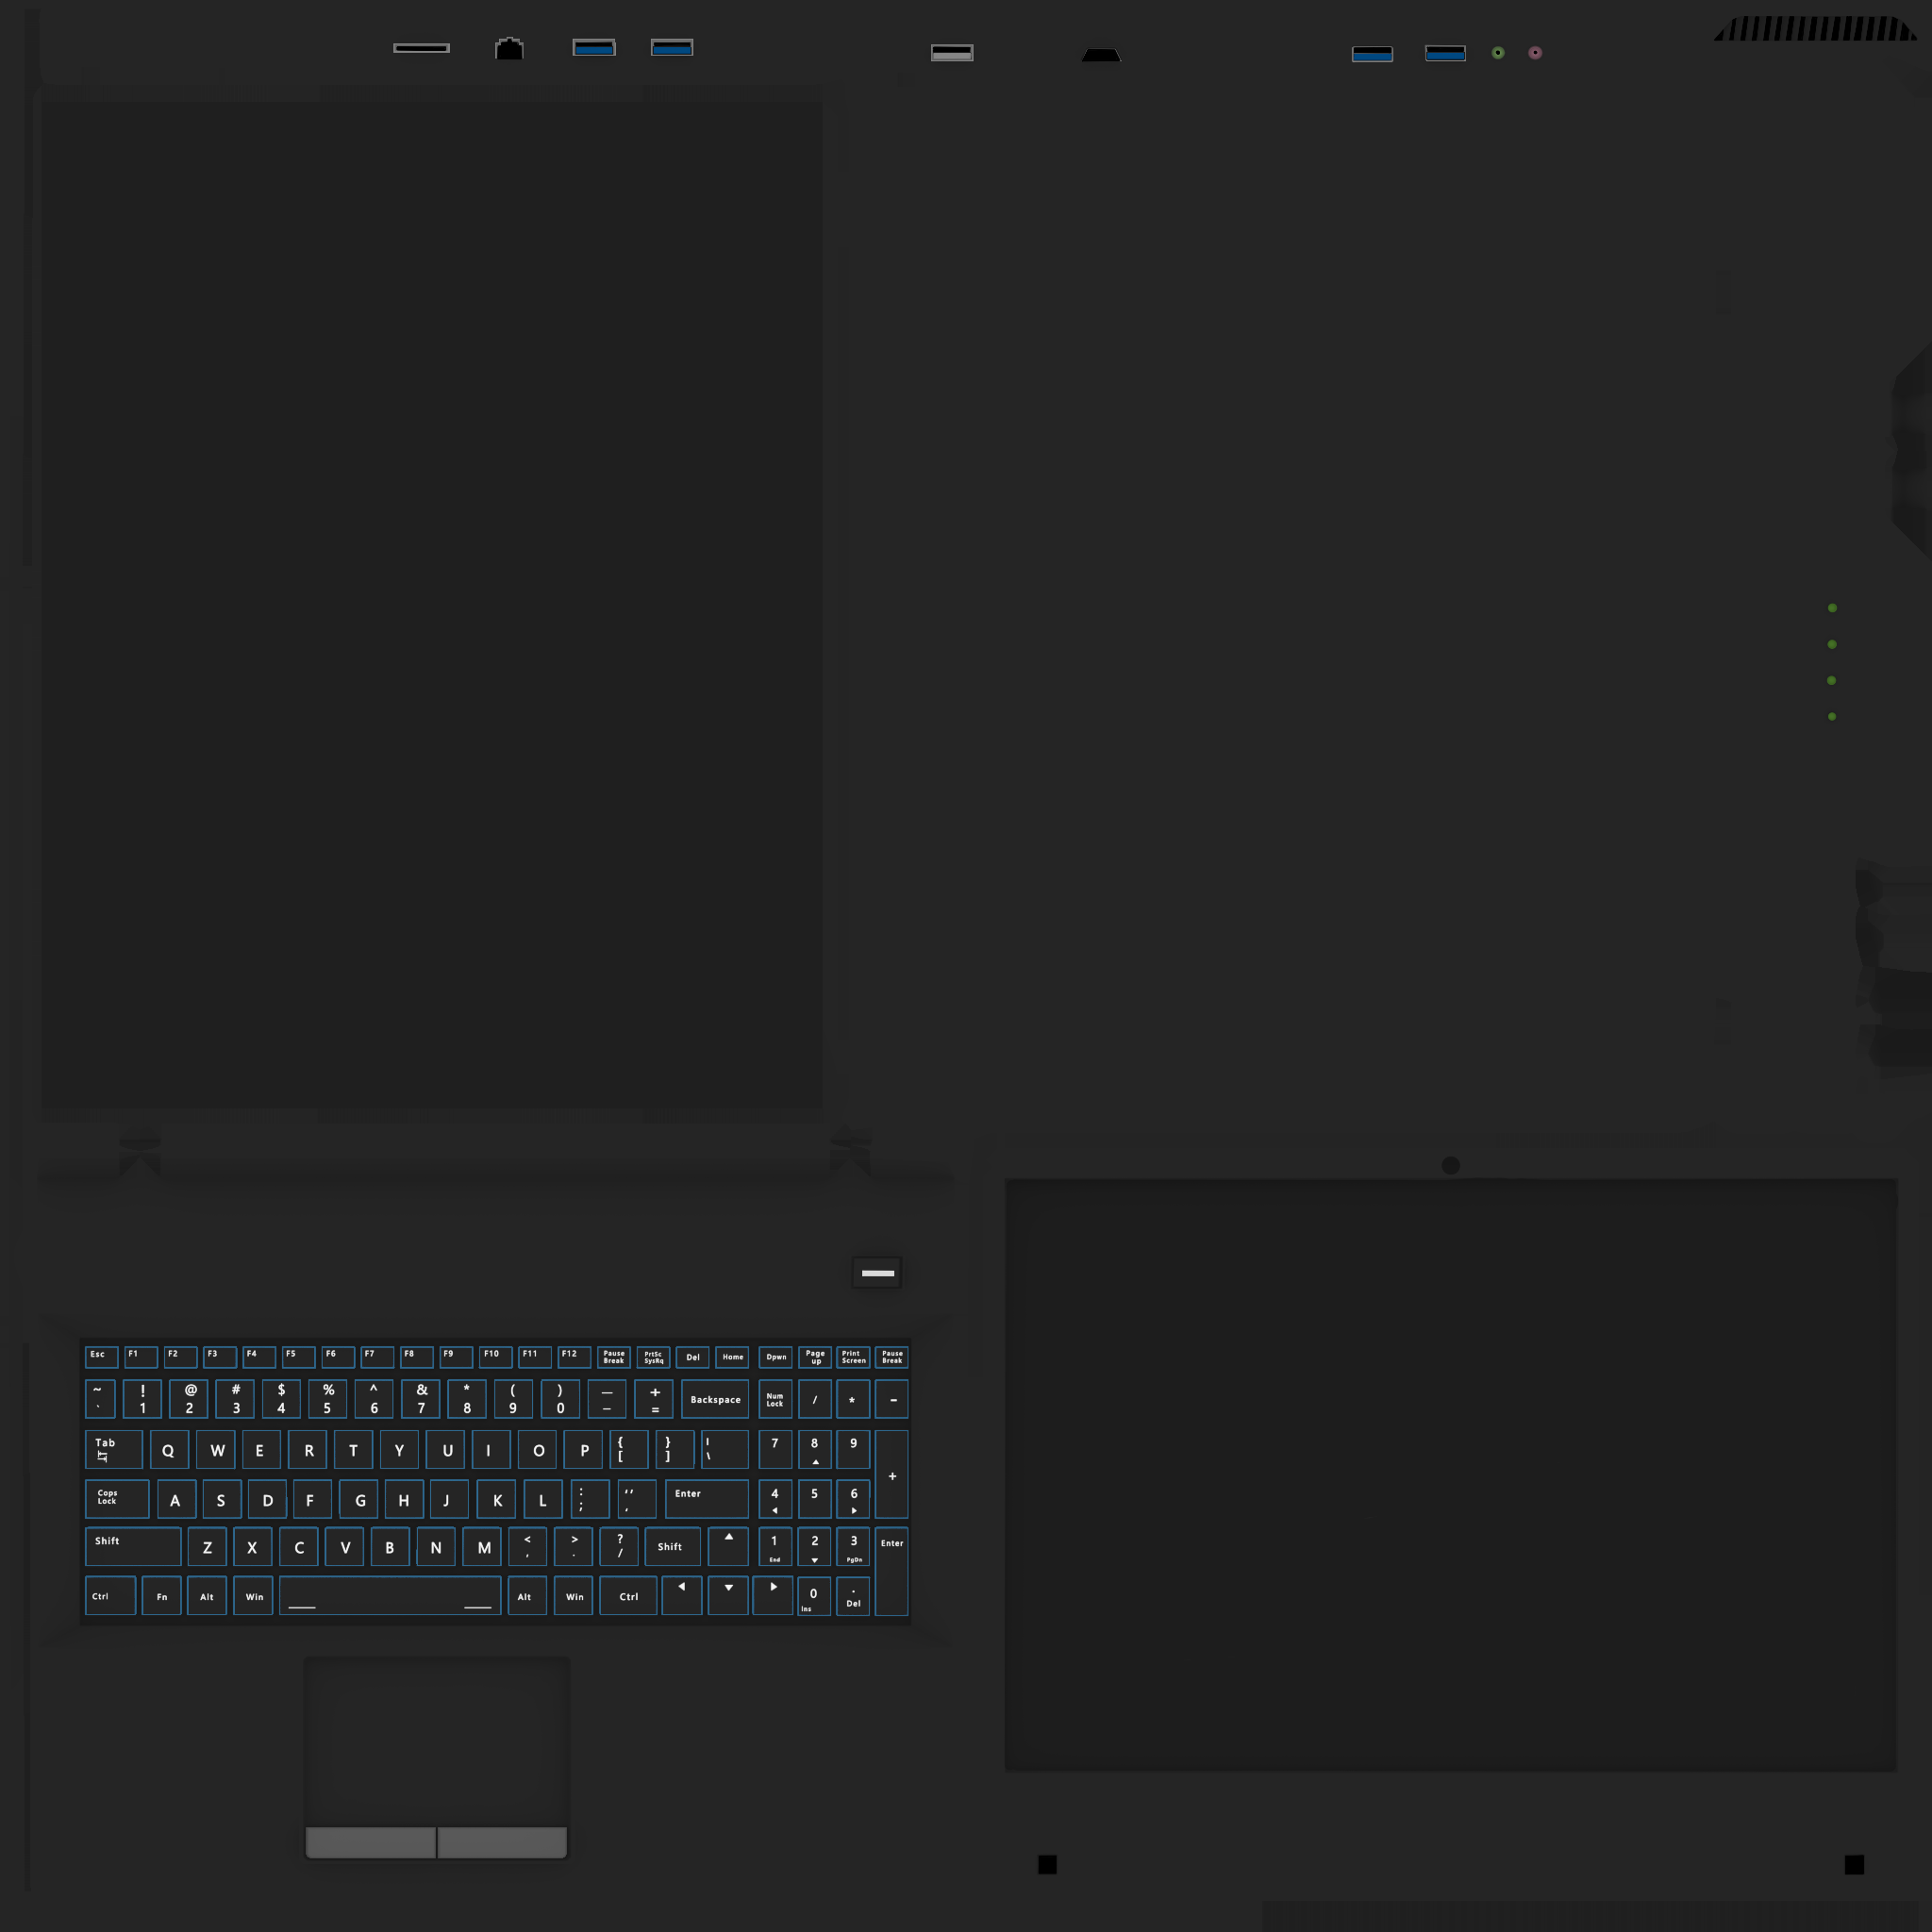 Esc F1 F2 F3 F4 F5 F6 F7 F8 F9 F10 F11 F12 Pause Break PrtSc SysRq Del Home Dpwn Page up Print Screen Pause Break
~ ! @ # $ % ^ & * ( ) — +
` 1 2 3 4 5 6 7 8 9 0 – = Backspace Num Lock / * -
Tab Q W E R T Y U I O P { [ } ] | \ 7 8 9
+
Cops Lock A S D F G H J K L : ; '' , Enter 4 5 6
Shift Z X C V B N M < , > . ? / Shift 1 End 2 3 PgDn Enter
Ctrl Fn Alt Win Alt Win Ctrl 0 Ins . Del